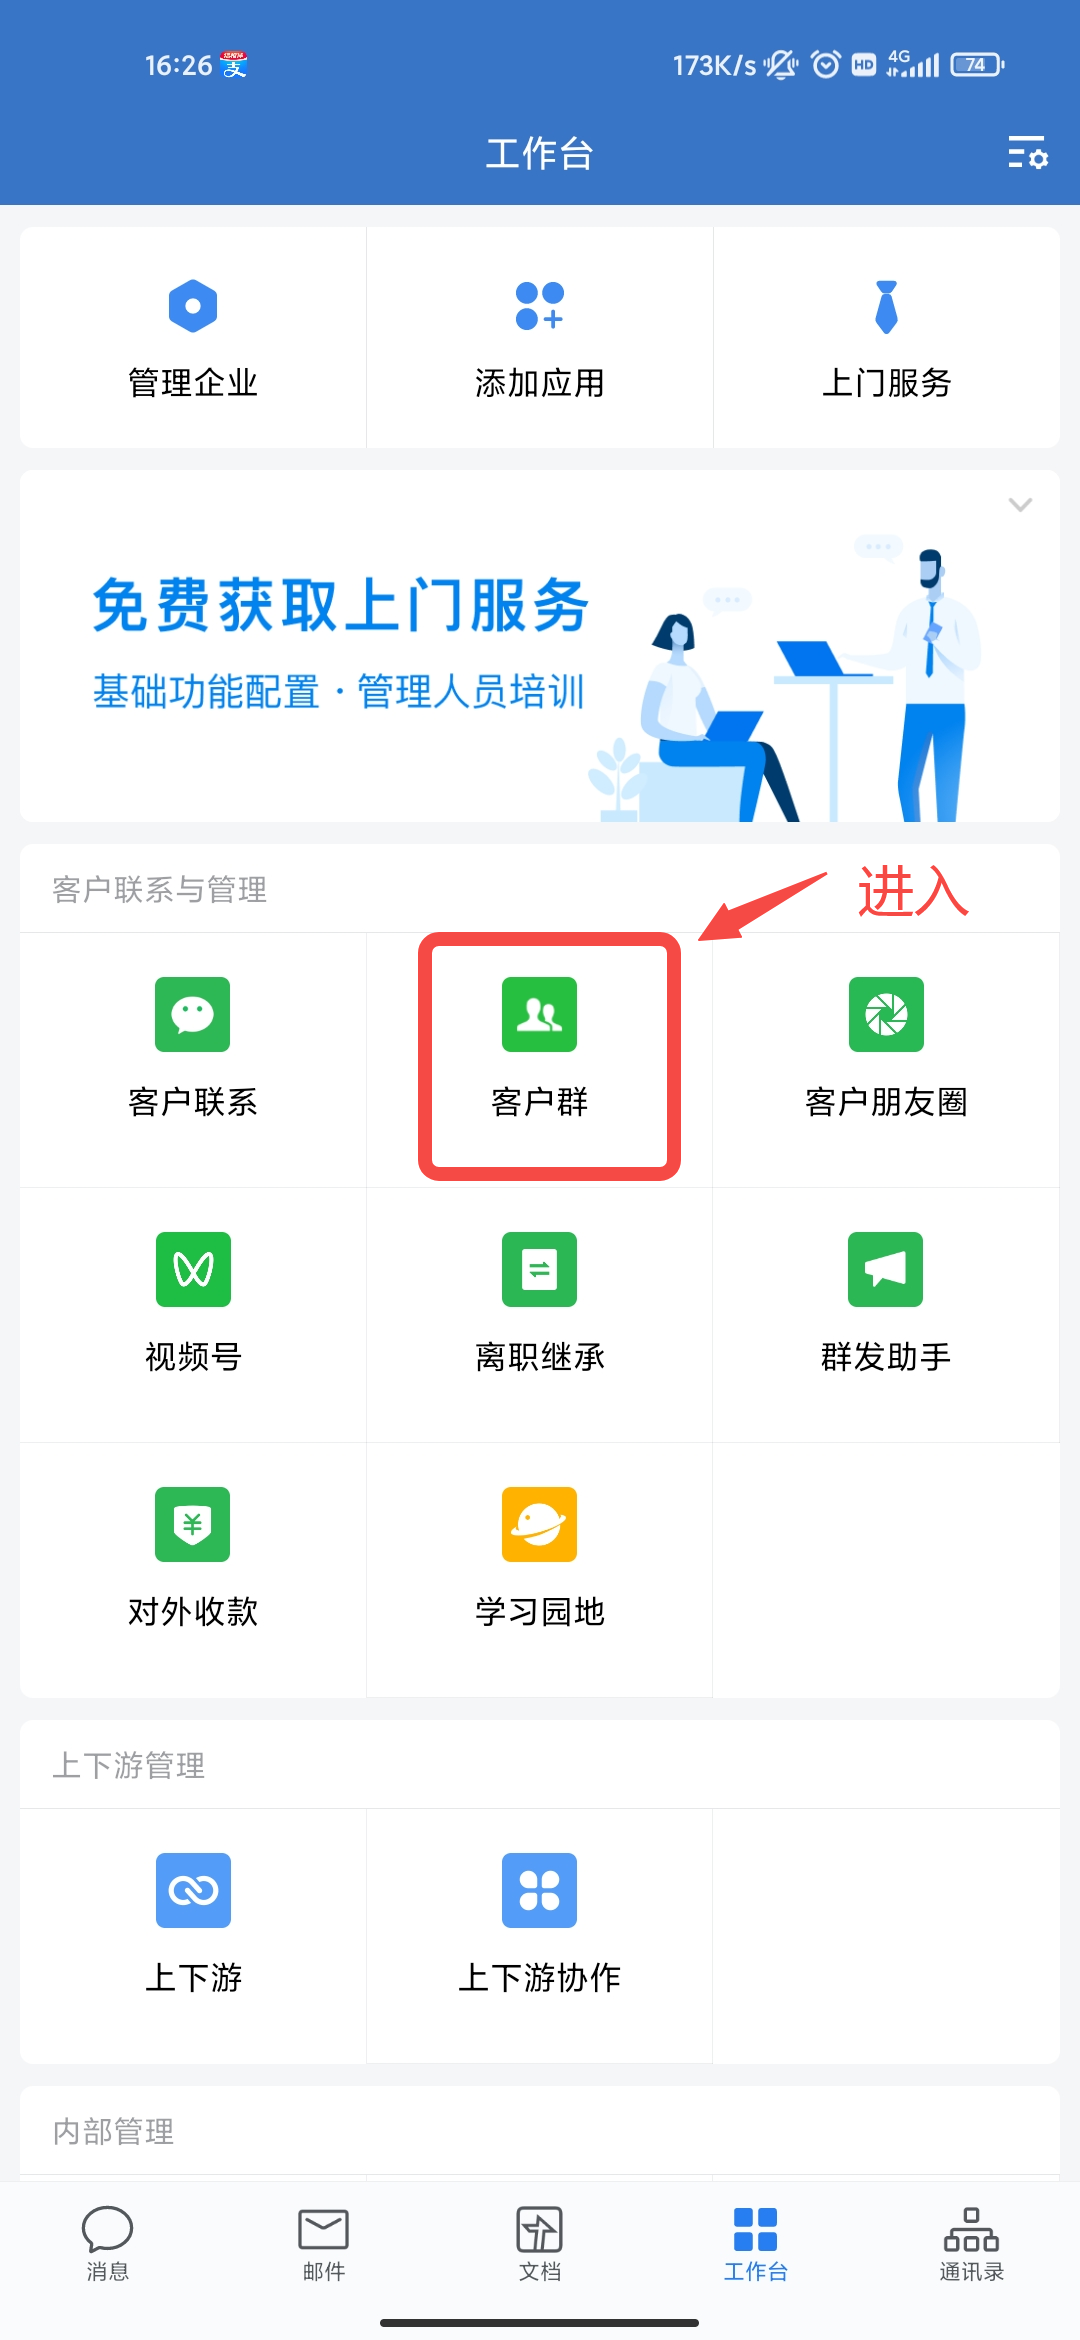 16:26
173K/s
HD
4G
74
工作台
管理企业
添加应用
上门服务
免费获取上门服务
基础功能配置·管理人员培训
客户联系与管理
进入
客户联系
客户群
客户朋友圈
视频号
离职继承
群发助手
对外收款
学习园地
上下游管理
上下游
上下游协作
内部管理
消息
邮件
文档
工作台
通讯录